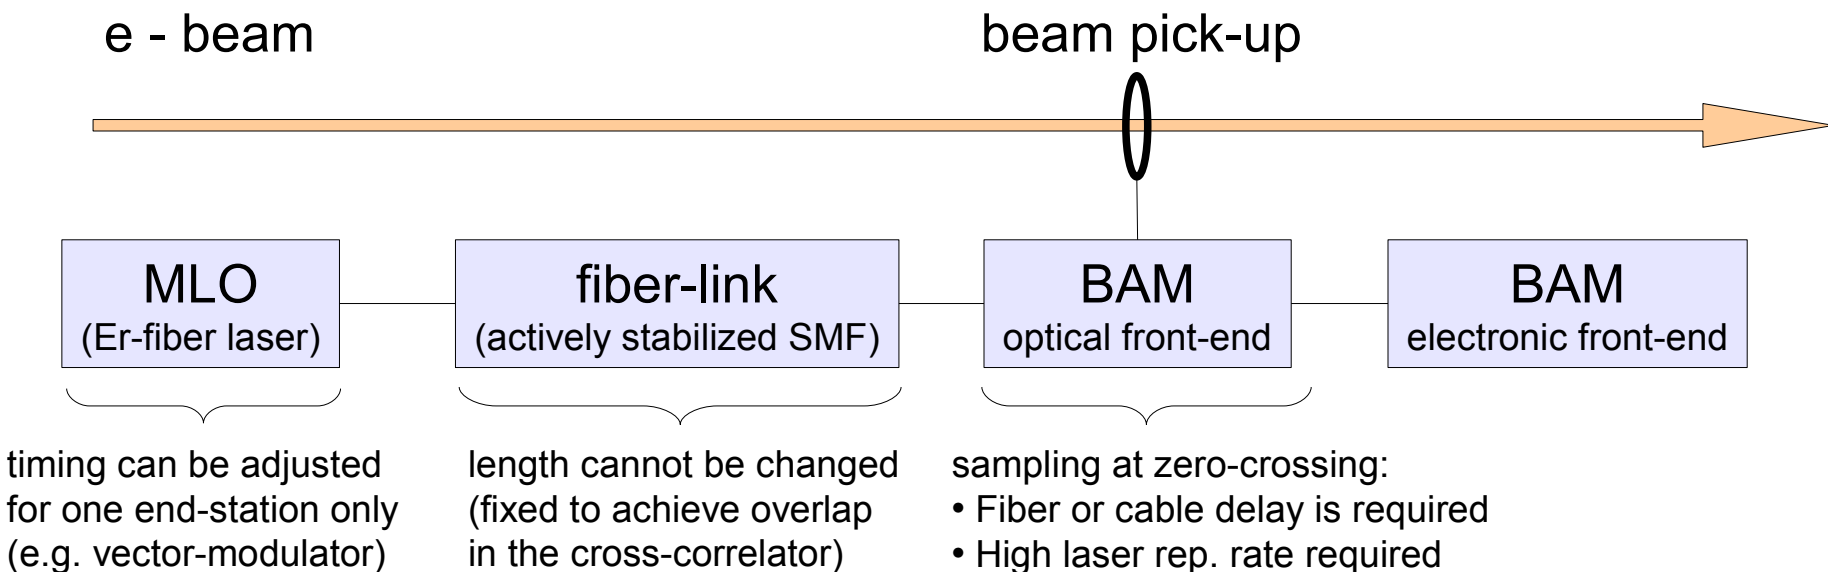 e - beam
beam pick-up
MLO
(Er-fiber laser)
fiber-link
(actively stabilized SMF)
BAM
optical front-end
BAM
electronic front-end
timing can be adjusted
for one end-station only
(e.g. vector-modulator)
length cannot be changed
(fixed to achieve overlap
in the cross-correlator)
sampling at zero-crossing:
• Fiber or cable delay is required
• High laser rep. rate required